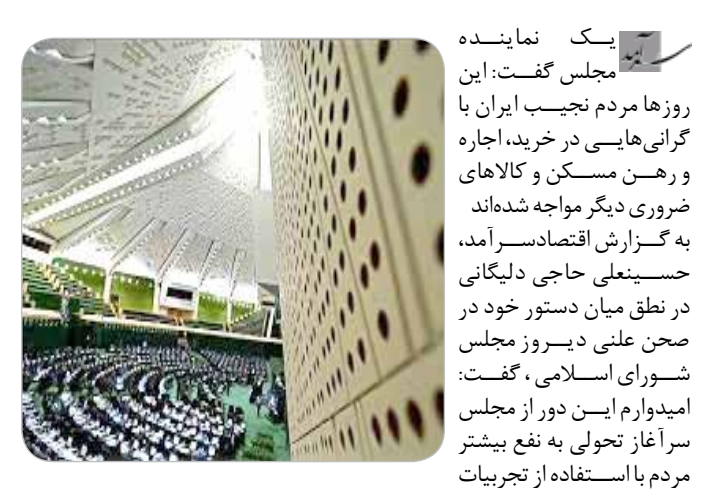 یک نماینده
مجلس گفت: این
روزها مردم نجیب ایران با
گرانی‌هایی در خرید، اجاره
و رهن مسکن و کالاهای
ضروری دیگر مواجه شده‌اند
به گزارش اقتصادسرآمد،
حسینعلی حاجی دلیگانی
در نطق میان دستور خود در
صحن علنی دیروز مجلس
شورای اسلامی ، گفت:
امیدوارم این دور از مجلس
سرآغاز تحولی به نفع بیشتر
مردم با استفاده از تجربیات